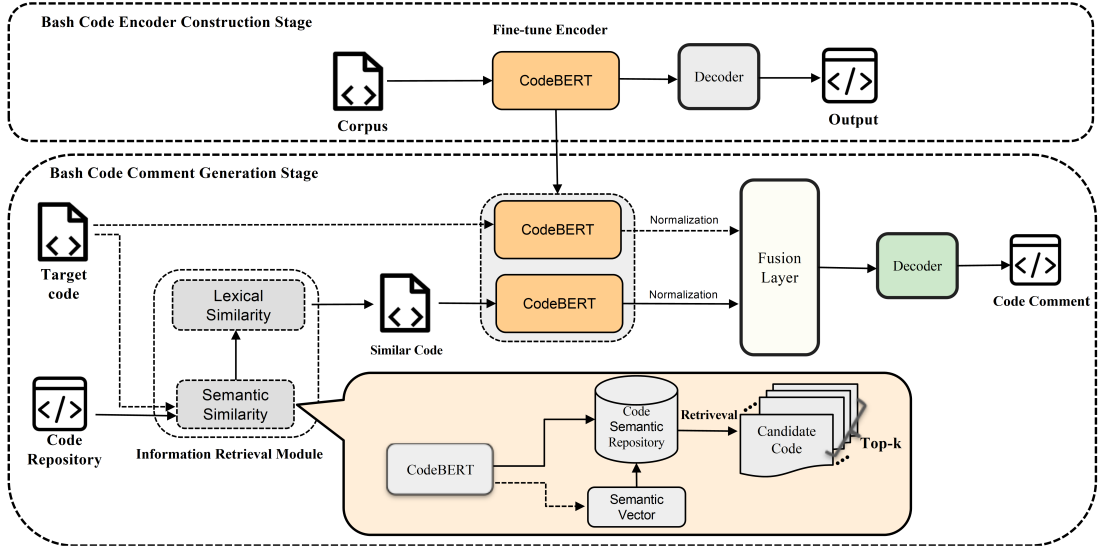 Bash Code Encoder Construction Stage
Fine-tune Encoder
CodeBERT
Decoder
Corpus
Output
Bash Code Comment Generation Stage
Target
code
CodeBERT
Normalization
CodeBERT
Normalization
Fusion
Layer
Decoder
Code Comment
Lexical
Similarity
Similar Code
Semantic
Similarity
Code
Repository
Information Retrieval Module
CodeBERT
Code
Semantic
Repository
Semantic
Vector
Retriveval
Candidate
Code
Top-k